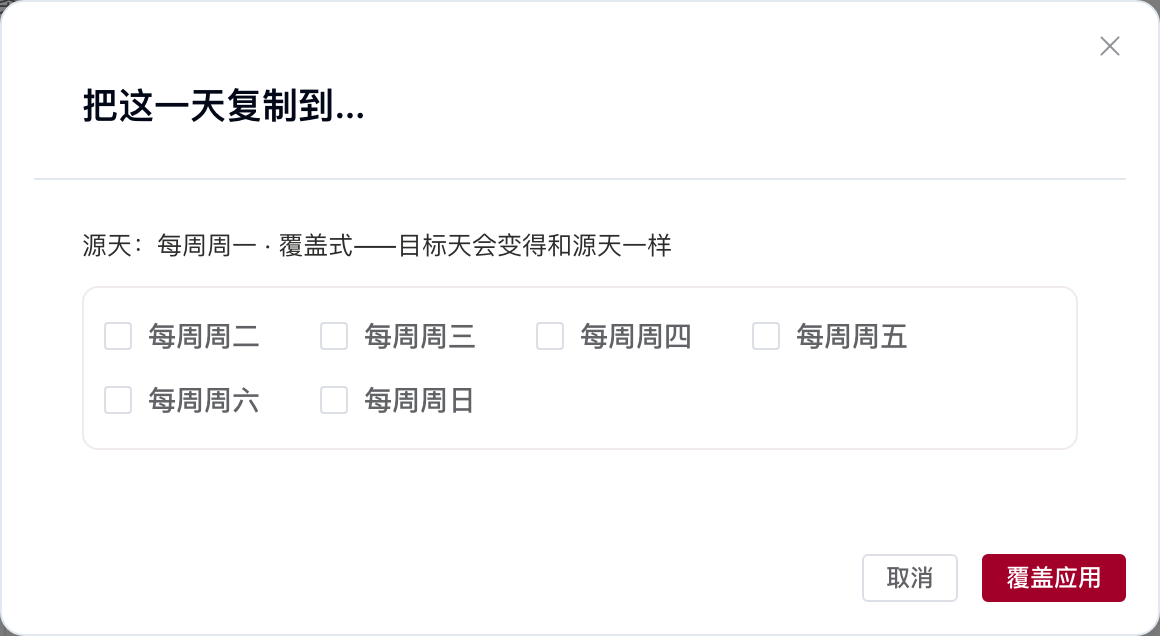 把这一天复制到...
源天：每周周一 · 覆盖式——目标天会变得和源天一样
每周周二 每周周三 每周周四 每周周五
每周周六 每周周日
取消 覆盖应用